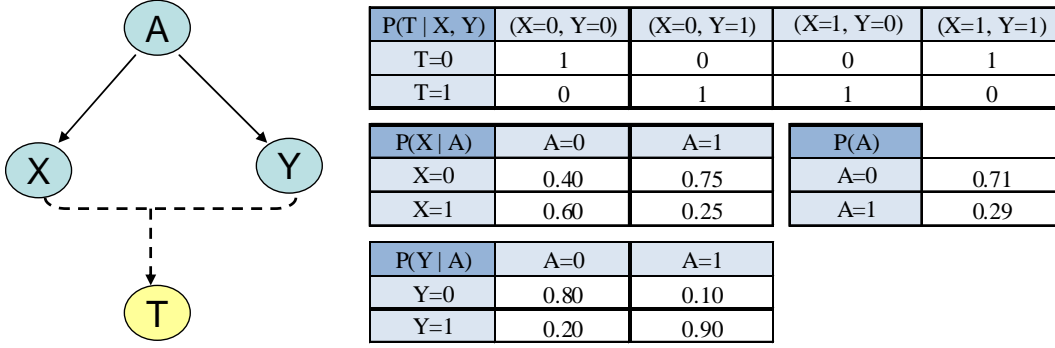 A
X
Y
T
P(T | X, Y) (X=0, Y=0) (X=0, Y=1) (X=1, Y=0) (X=1, Y=1)
T=0 1 0 0 1
T=1 0 1 1 0
P(X | A) A=0 A=1
X=0 0.40 0.75
X=1 0.60 0.25
P(A)
A=0 0.71
A=1 0.29
P(Y | A) A=0 A=1
Y=0 0.80 0.10
Y=1 0.20 0.90